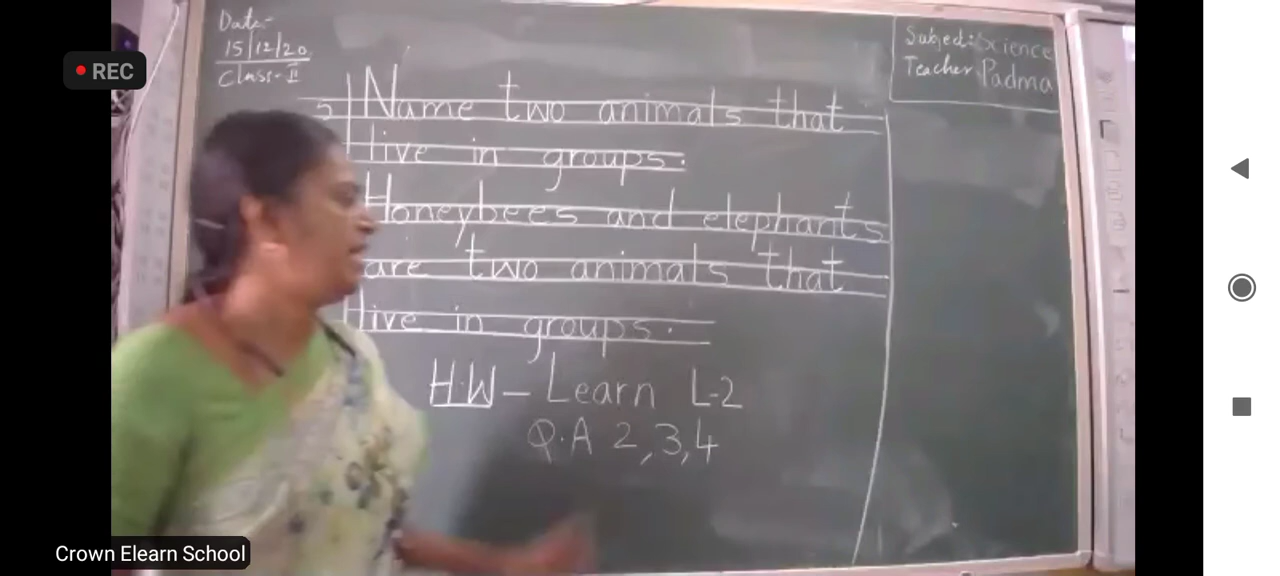 Date-
15/12/20
Class-II
Subject: Science
Teacher: Padma
REC
5 Name two animals that
live in groups.
Honeybees and elephants
are two animals that
live in groups.
H.W - Learn L-2
Q.A 2,3,4
Crown Elearn School